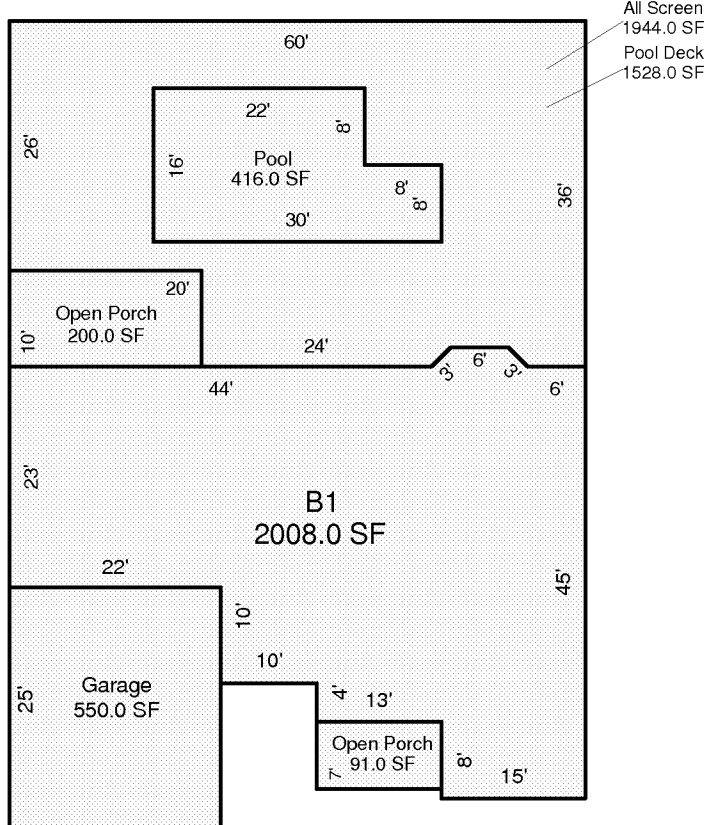 All Screen
1944.0 SF
Pool Deck
1528.0 SF
60'
26'
22'
8'
16'
Pool
416.0 SF
8'
8'
30'
36'
20'
Open Porch
200.0 SF
10'
24'
3'
6'
3'
6'
44'
23'
B1
2008.0 SF
22'
45'
10'
10'
Garage
550.0 SF
25'
4'
13'
Open Porch
91.0 SF
7'
8'
15'